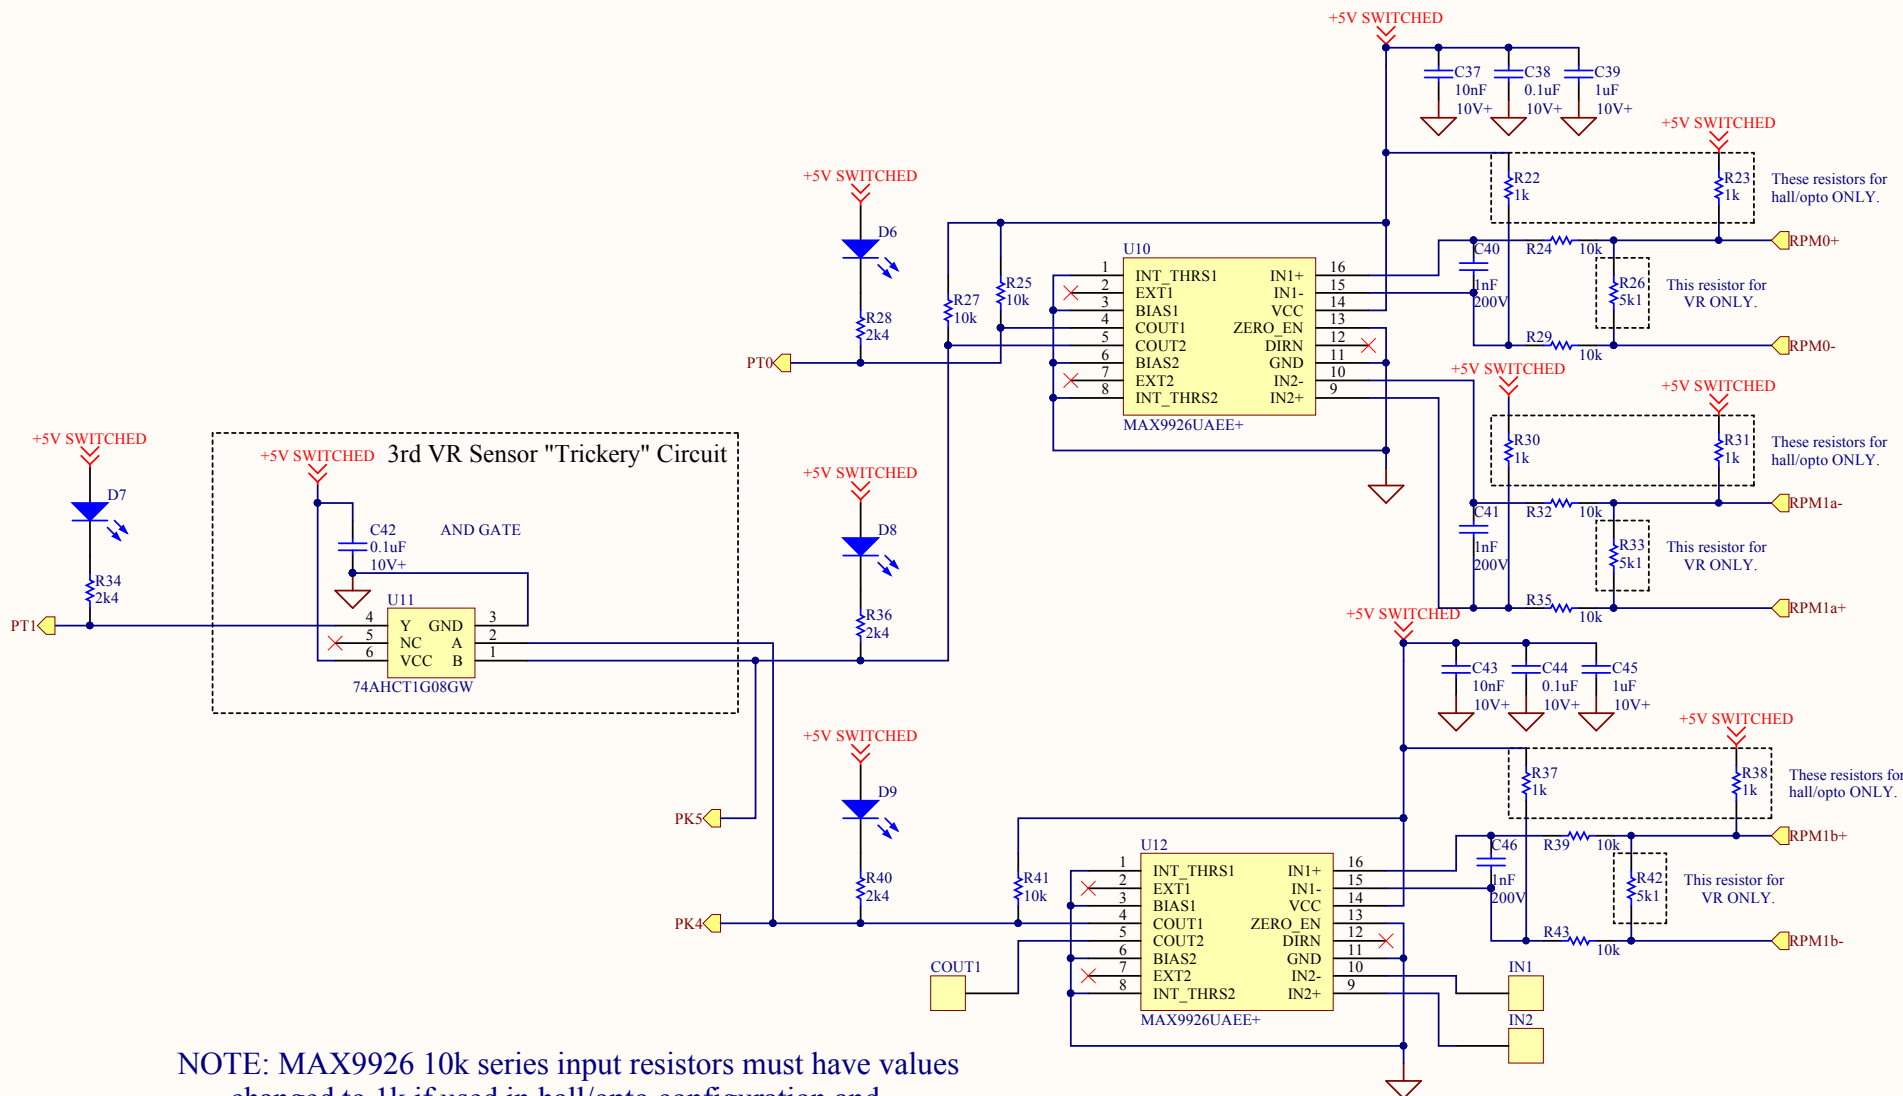 +5V SWITCHED
C37
10nF
10V+
C38
0.1uF
10V+
C39
1uF
10V+
+5V SWITCHED
R22
1k
R23
1k
These resistors for
hall/opto ONLY.
+5V SWITCHED
D6
R28
2k4
PT0
R27
10k
R25
10k
U10
1 INT_THRS1 IN1+ 16
2 EXT1 IN1- 15
3 BIAS1 VCC 14
4 COUT1 ZERO_EN 13
5 COUT2 DIRN 12
6 BIAS2 GND 11
7 EXT2 IN2- 10
8 INT_THRS2 IN2+ 9
MAX9926UAEE+
C40
1nF
200V
R24
10k
RPM0+
R26
5k1
This resistor for
VR ONLY.
R29
10k
RPM0-
+5V SWITCHED
+5V SWITCHED
R30
1k
R31
1k
These resistors for
hall/opto ONLY.
C41
1nF
200V
R32
10k
RPM1a-
R33
5k1
This resistor for
VR ONLY.
R35
10k
RPM1a+
+5V SWITCHED
D7
R34
2k4
PT1
3rd VR Sensor "Trickery" Circuit
+5V SWITCHED
C42
0.1uF
10V+
AND GATE
U11
4 Y GND 3
5 NC A 2
6 VCC B 1
74AHCT1G08GW
+5V SWITCHED
D8
R36
2k4
+5V SWITCHED
C43
10nF
10V+
C44
0.1uF
10V+
C45
1uF
10V+
+5V SWITCHED
R37
1k
R38
1k
These resistors for
hall/opto ONLY.
+5V SWITCHED
D9
R40
2k4
PK5
PK4
R41
10k
U12
1 INT_THRS1 IN1+ 16
2 EXT1 IN1- 15
3 BIAS1 VCC 14
4 COUT1 ZERO_EN 13
5 COUT2 DIRN 12
6 BIAS2 GND 11
7 EXT2 IN2- 10
8 INT_THRS2 IN2+ 9
MAX9926UAEE+
C46
1nF
200V
R39
10k
RPM1b+
R42
5k1
This resistor for
VR ONLY.
R43
10k
RPM1b-
COUT1
IN1
IN2
NOTE: MAX9926 10k series input resistors must have values
changed to 1k if used in hall/opto configuration and